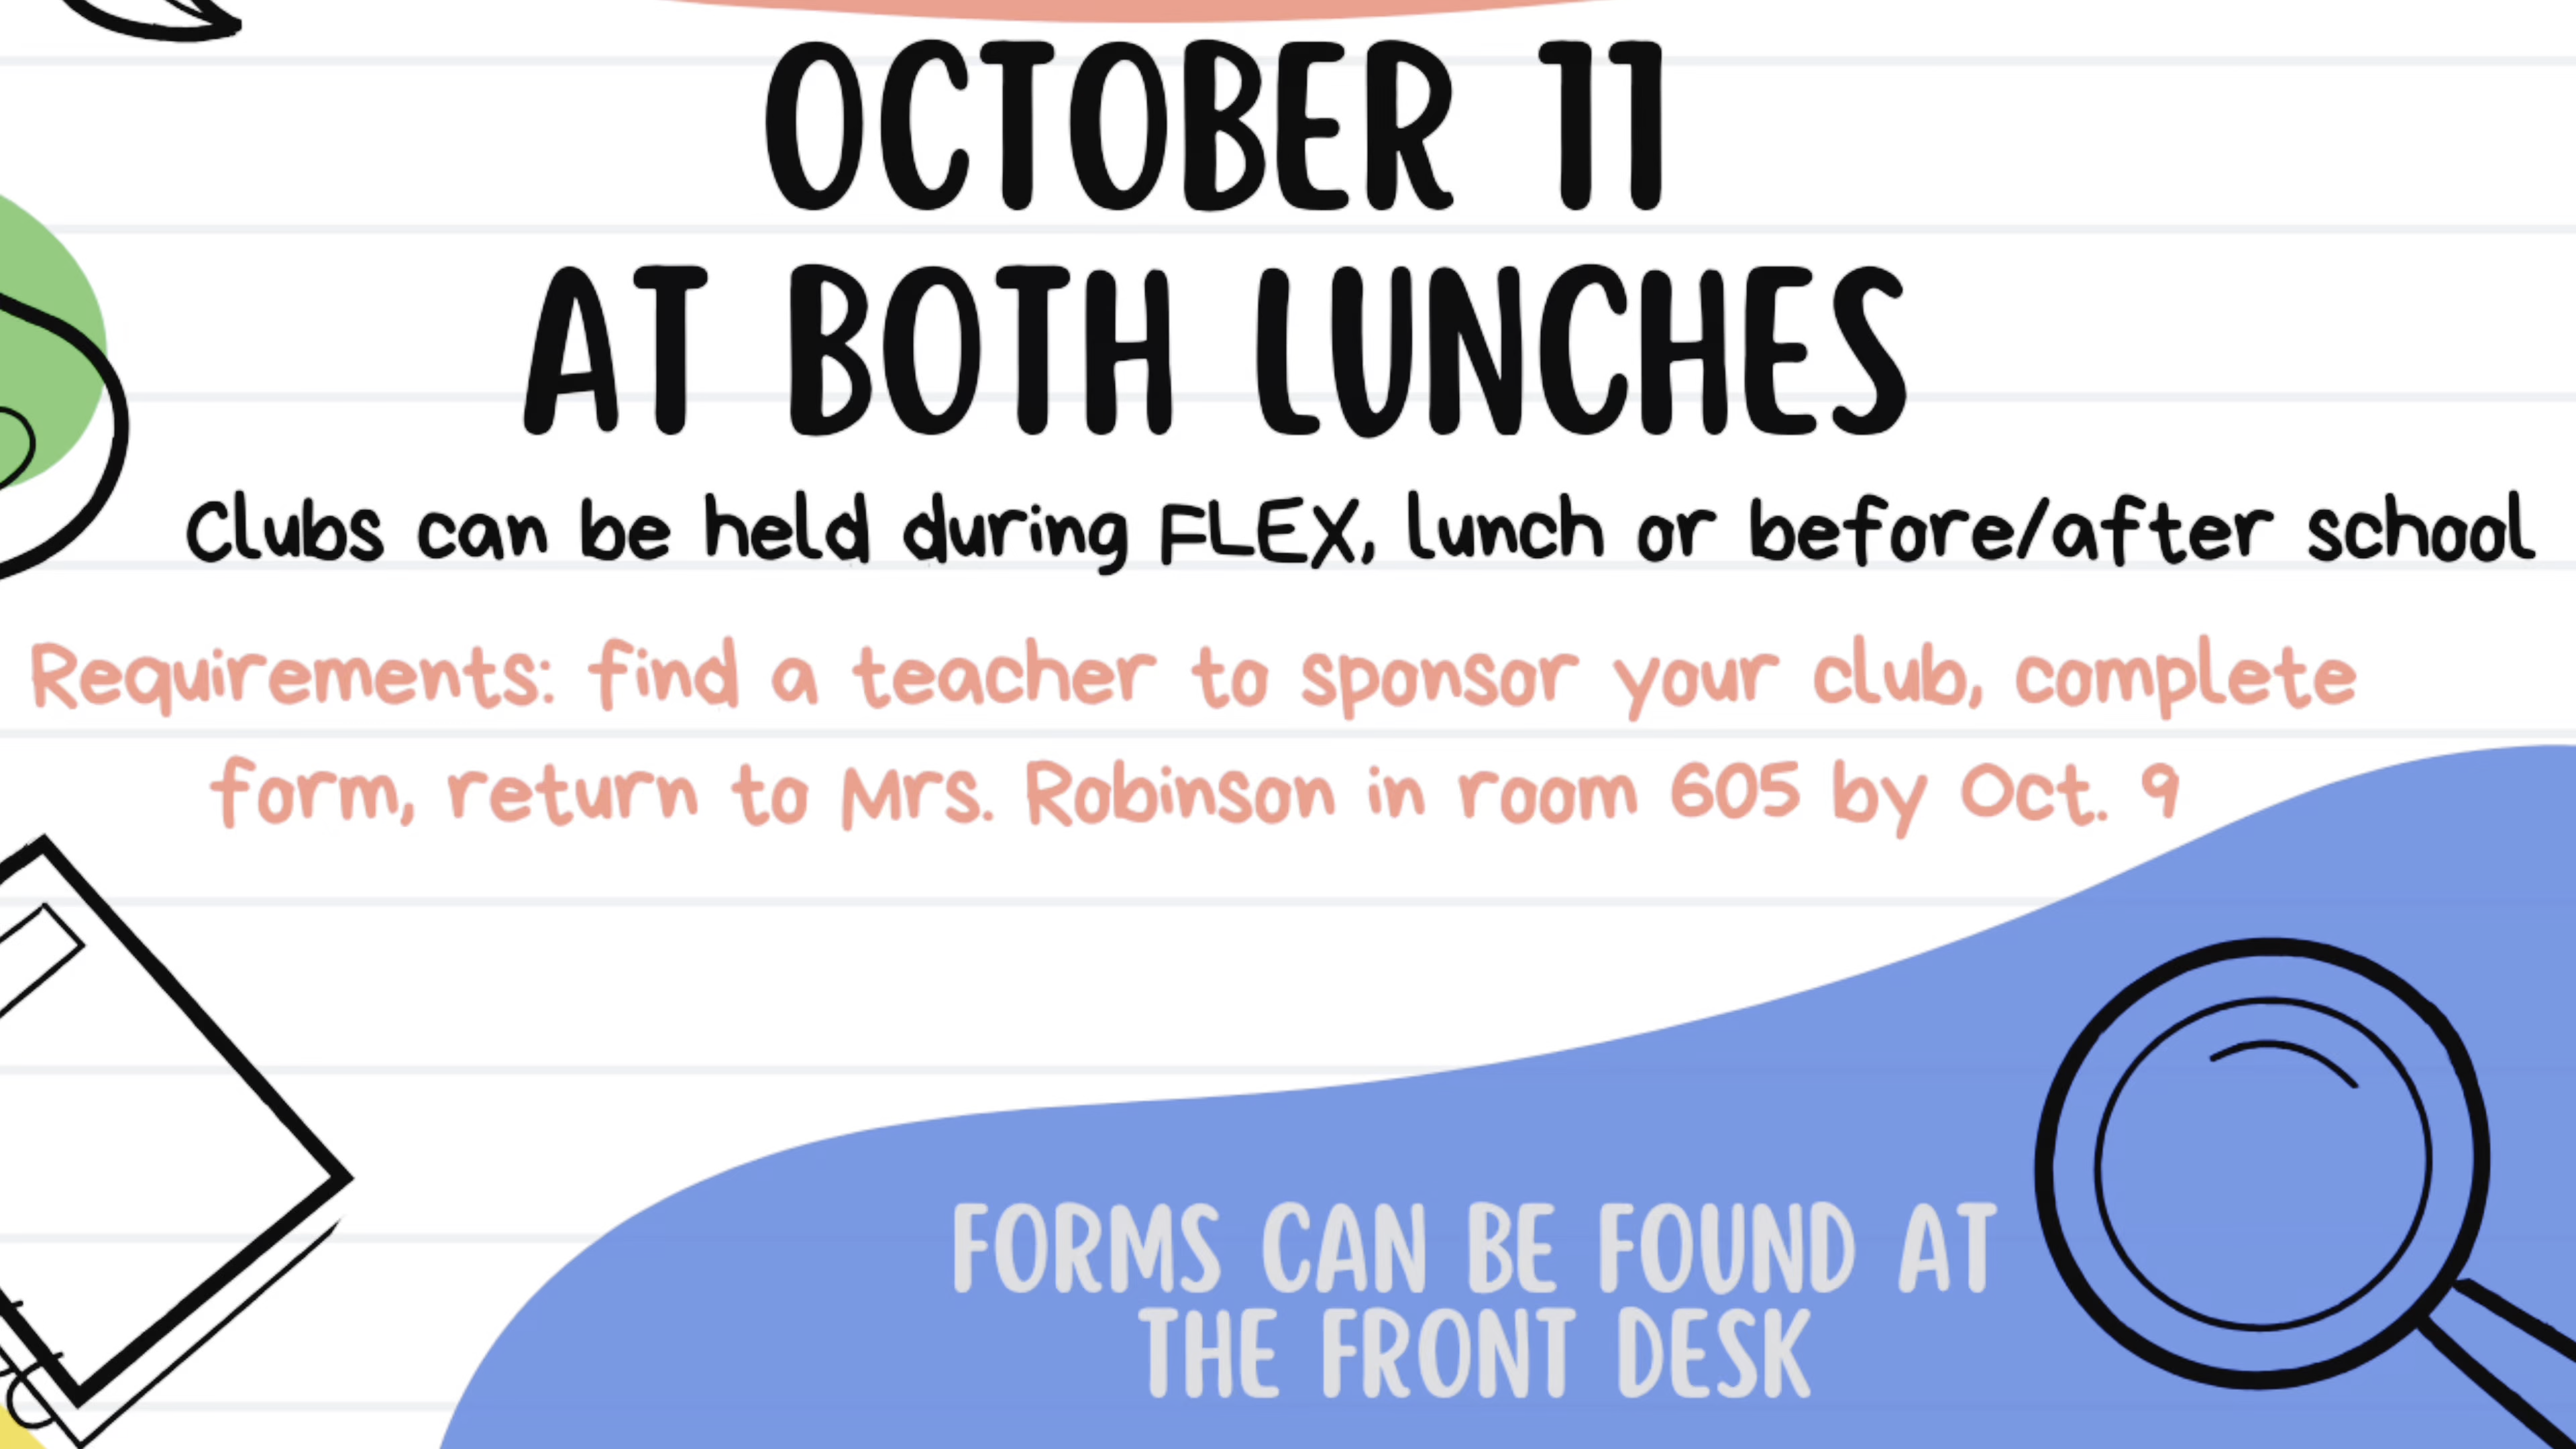 OCTOBER 11
AT BOTH LUNCHES
Clubs can be held during FLEX, lunch or before/after school
Requirements: find a teacher to sponsor your club, complete
form, return to Mrs. Robinson in room 605 by Oct. 9
FORMS CAN BE FOUND AT
THE FRONT DESK